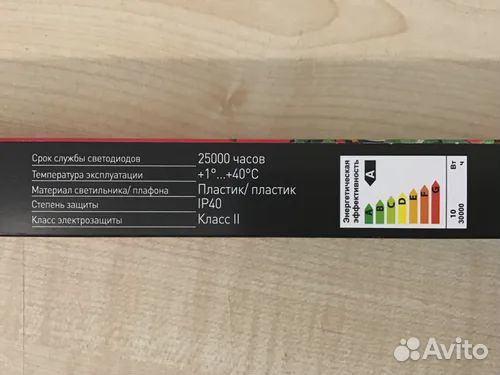 Срок службы светодиодов 25000 часов
Температура эксплуатации +1°...+40°C
Материал светильника/ плафона Пластик/ пластик
Степень защиты IP40
Класс электрозащиты Класс II
Энергетическая
эффективность
A
A B C D E F G
10 Вт
30000 ч
Avito